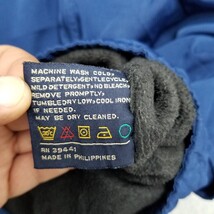 MACHINE WASH COLD,
SEPARATELY, GENTLE CYCLE,
MILD DETERGENT, NO BLEACH,
REMOVE PROMPTLY,
TUMBLE DRY LOW, COOL IRON
IF NEEDED.
MAY BE DRY CLEANED.
RN 39441
MADE IN PHILIPPINES